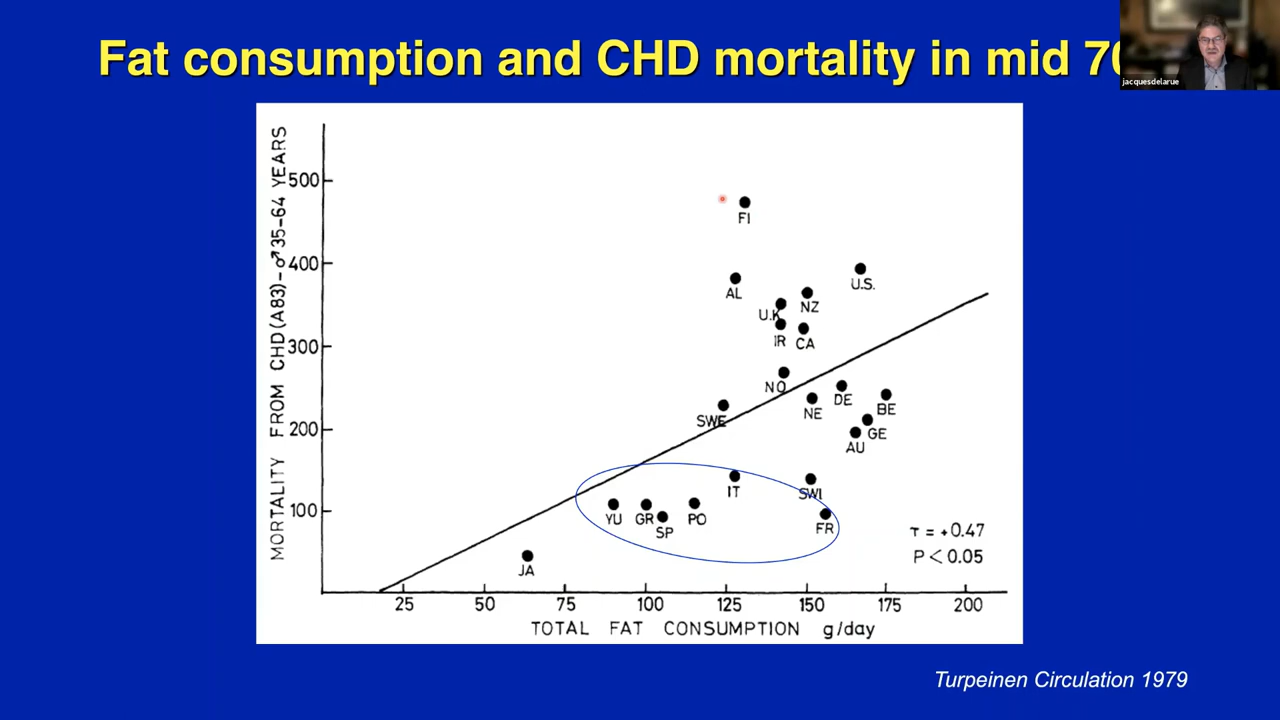 Fat consumption and CHD mortality in mid 70
jacquesdelarue
MORTALITY FROM CHD (A83) - ♂ 35-64 YEARS
500
400
300
200
100
FI
AL
U.S.
U.K
NZ
IR
CA
NO
NE
DE
BE
SWE
AU
GE
IT
SWI
YU
GR
SP
PO
FR
JA
τ = +0.47
P < 0.05
25 50 75 100 125 150 175 200
TOTAL FAT CONSUMPTION g/day
Turpeinen Circulation 1979